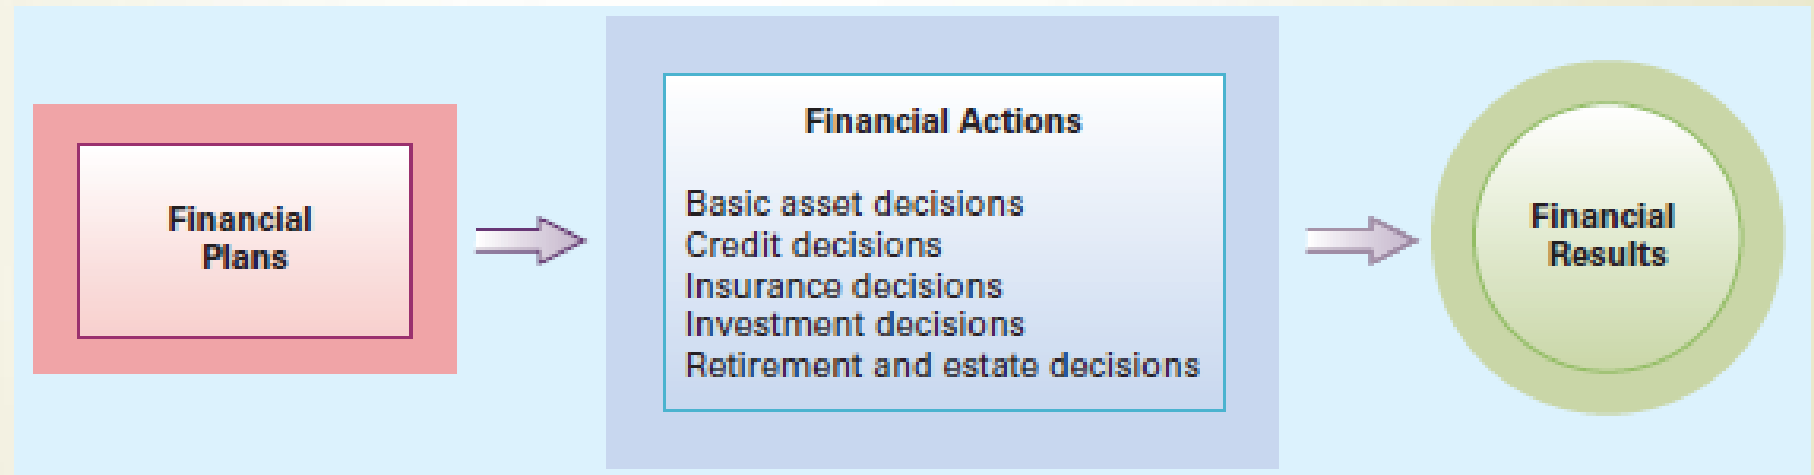 Financial
Plans
Financial Actions
Basic asset decisions
Credit decisions
Insurance decisions
Investment decisions
Retirement and estate decisions
Financial
Results